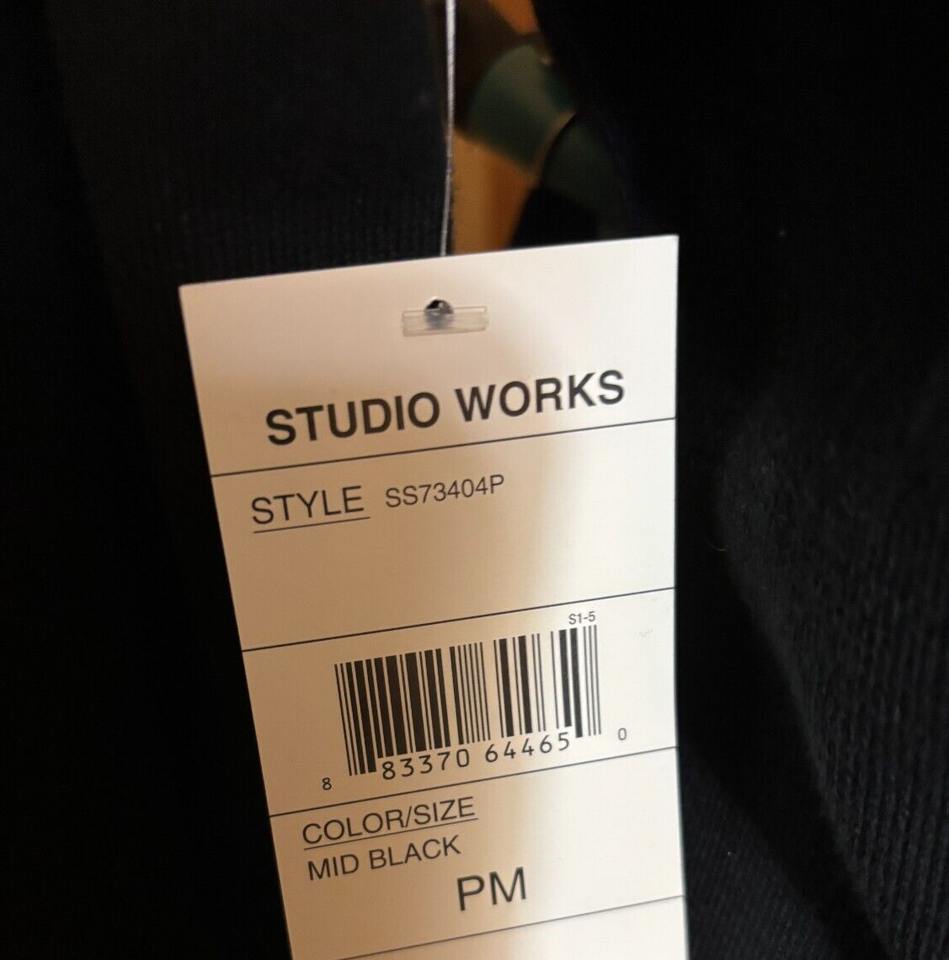 STUDIO WORKS
STYLE SS73404P
S1-5
8 83370 64465 0
COLOR/SIZE
MID BLACK
PM